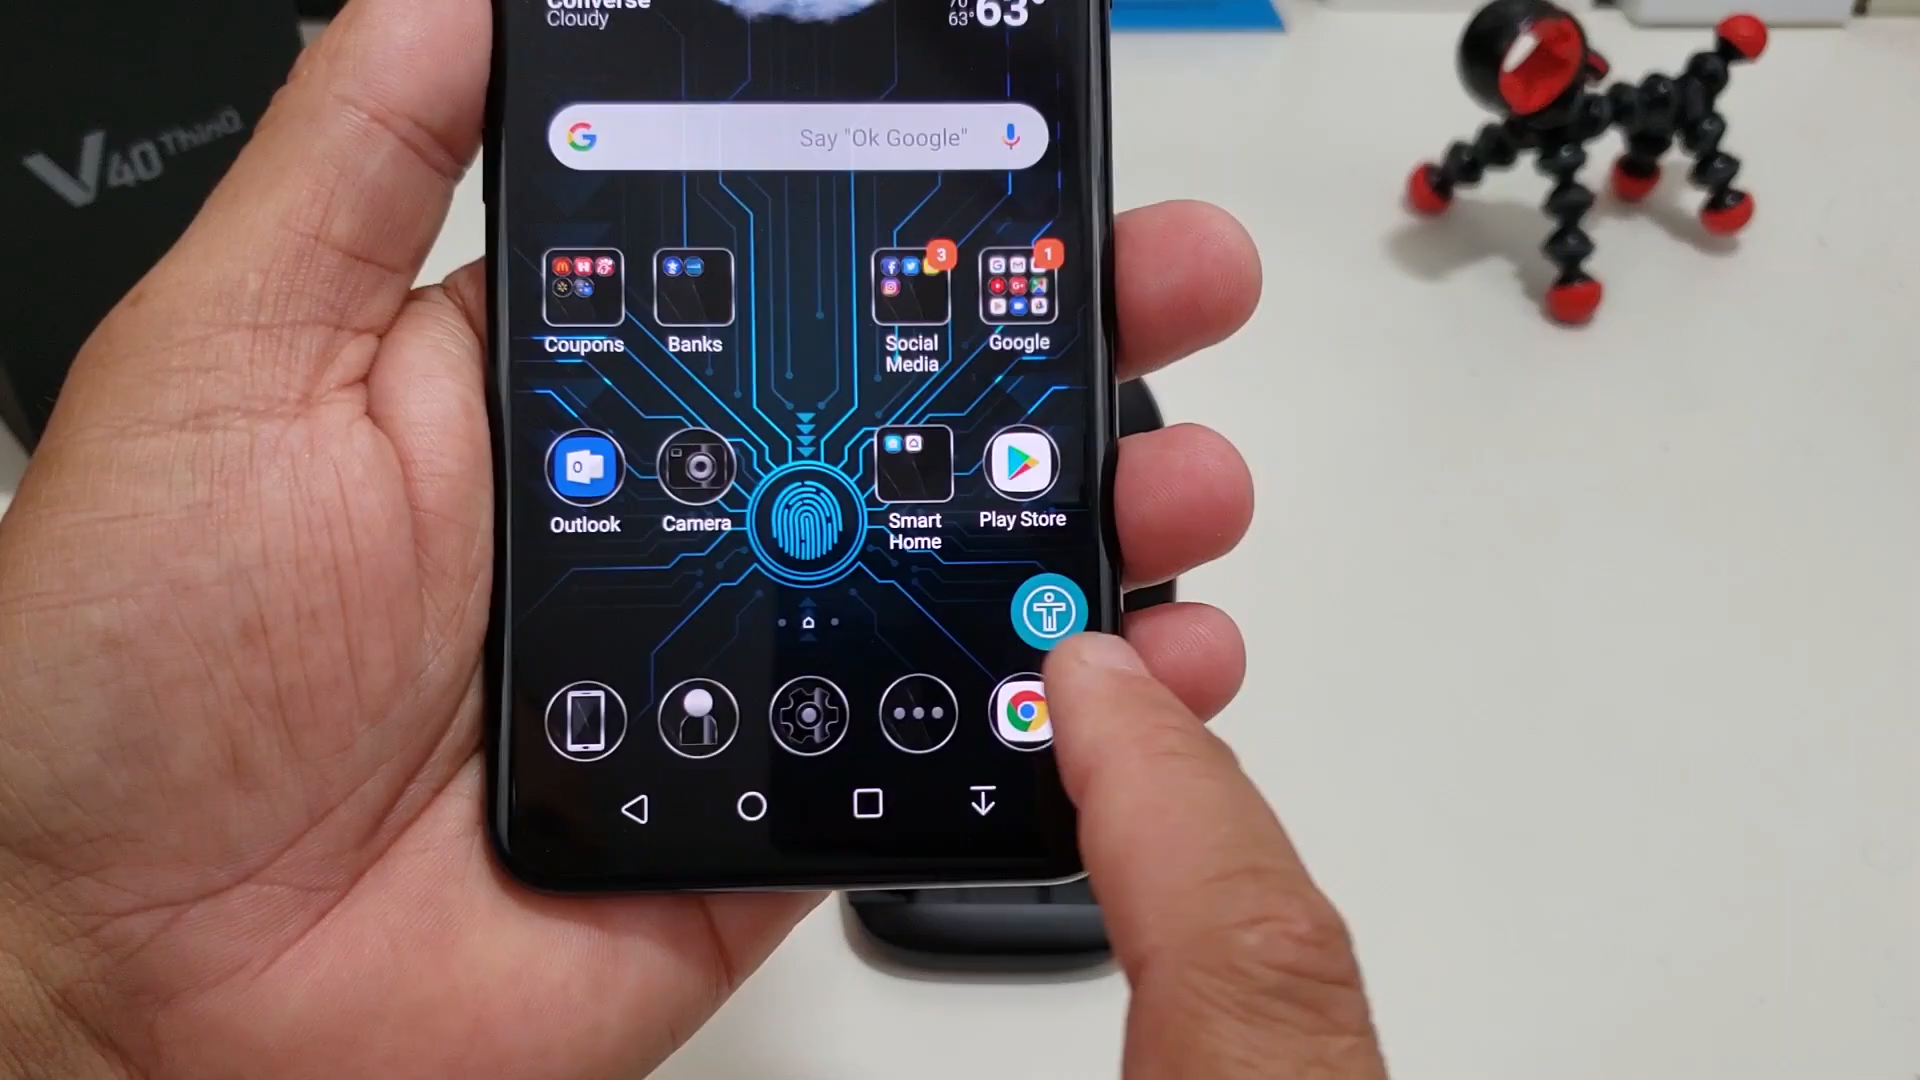 Converse
Cloudy
70°
63° 63°
V40 ThinQ
Say "Ok Google"
3
1
Coupons
Banks
Social
Media
Google
Outlook
Camera
Smart
Home
Play Store